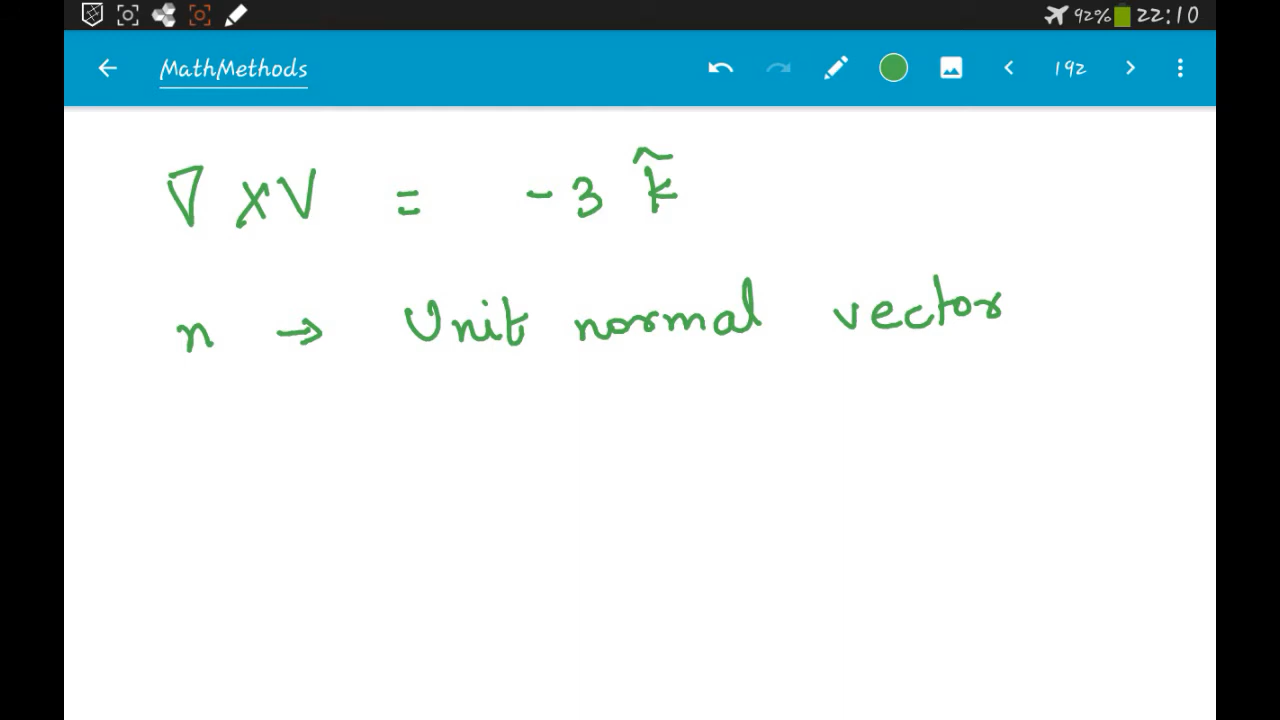 92% 22:10
MathMethods 192
∇ × V = -3 k̂
n → Unit normal vector